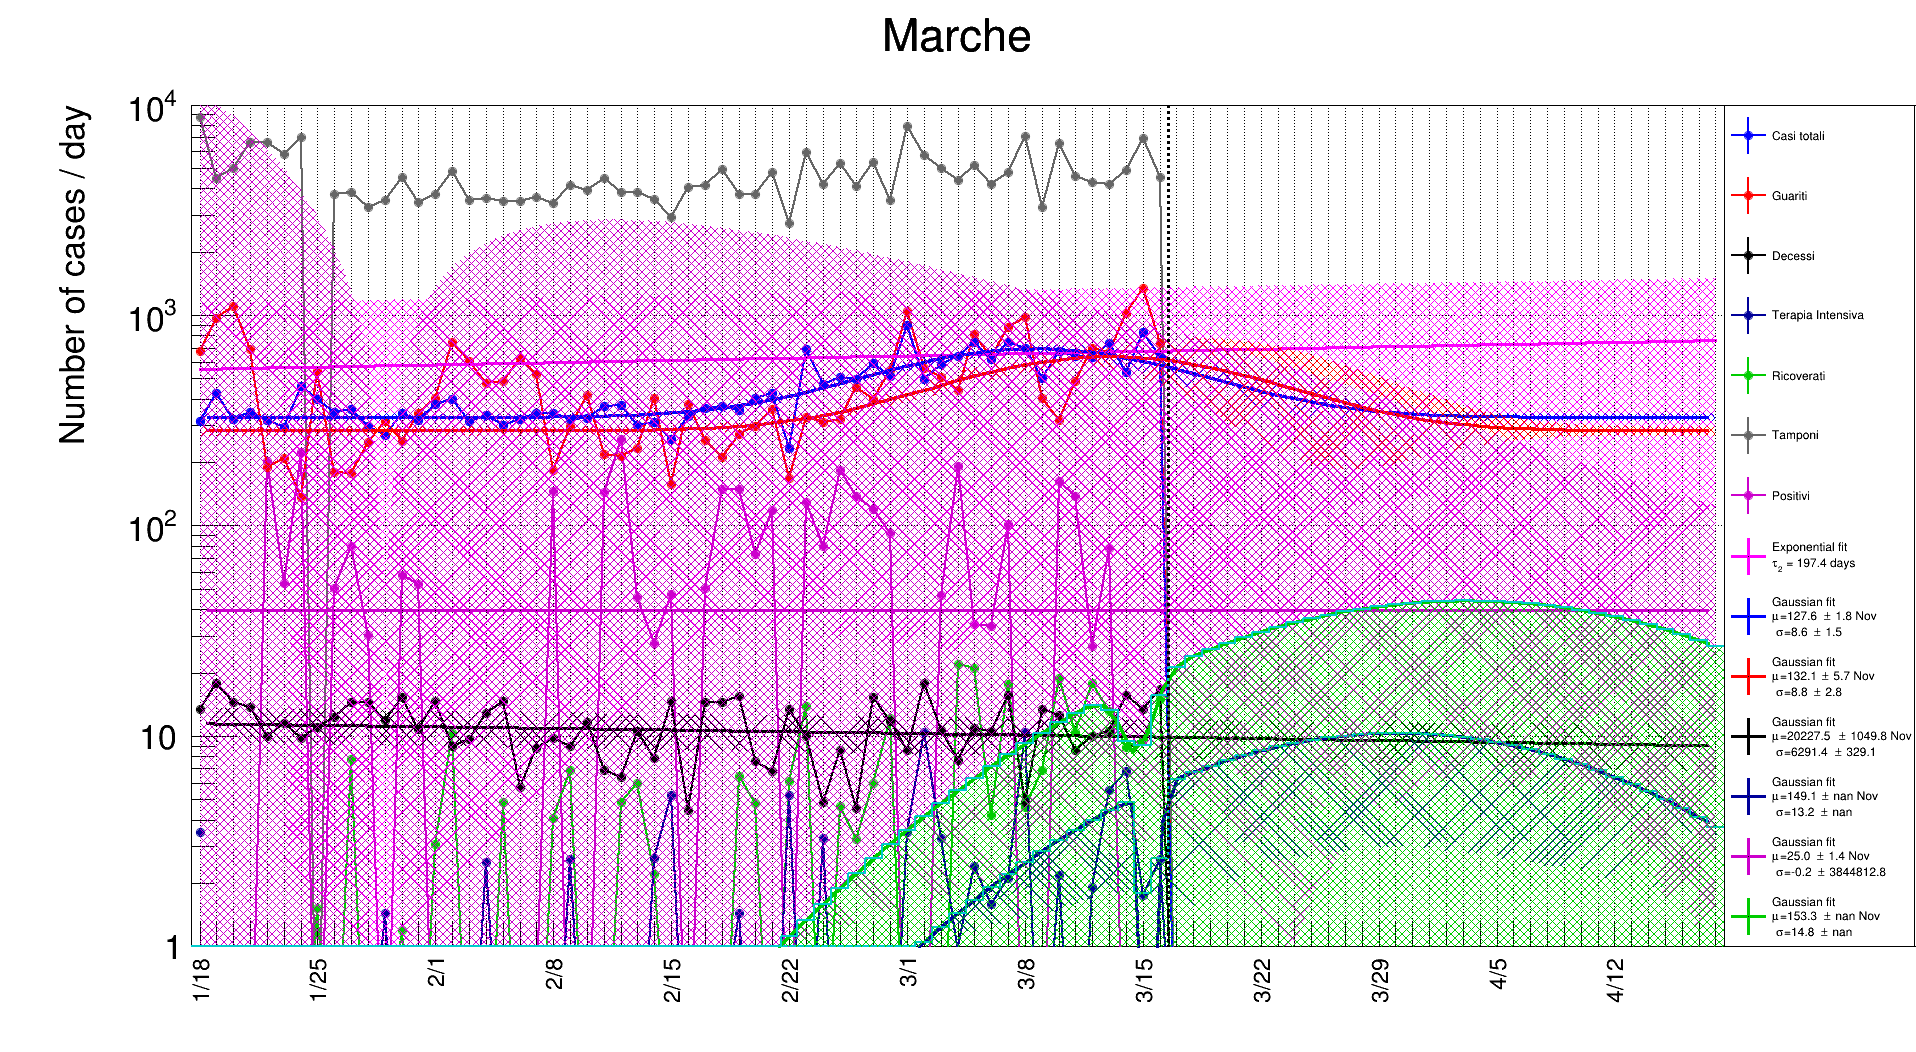 Marche
Number of cases / day
10^4
10^3
10^2
10
1
1/18
1/25
2/1
2/8
2/15
2/22
3/1
3/8
3/15
3/22
3/29
4/5
4/12
Casi totali
Guariti
Decessi
Terapia Intensiva
Ricoverati
Tamponi
Positivi
Exponential fit
τ_2 = 197.4 days
Gaussian fit
μ=127.6 ± 1.8 Nov
σ=8.6 ± 1.5
Gaussian fit
μ=132.1 ± 5.7 Nov
σ=8.8 ± 2.8
Gaussian fit
μ=20227.5 ± 1049.8 Nov
σ=6291.4 ± 329.1
Gaussian fit
μ=149.1 ± nan Nov
σ=13.2 ± nan
Gaussian fit
μ=25.0 ± 1.4 Nov
σ=-0.2 ± 3844812.8
Gaussian fit
μ=153.3 ± nan Nov
σ=14.8 ± nan